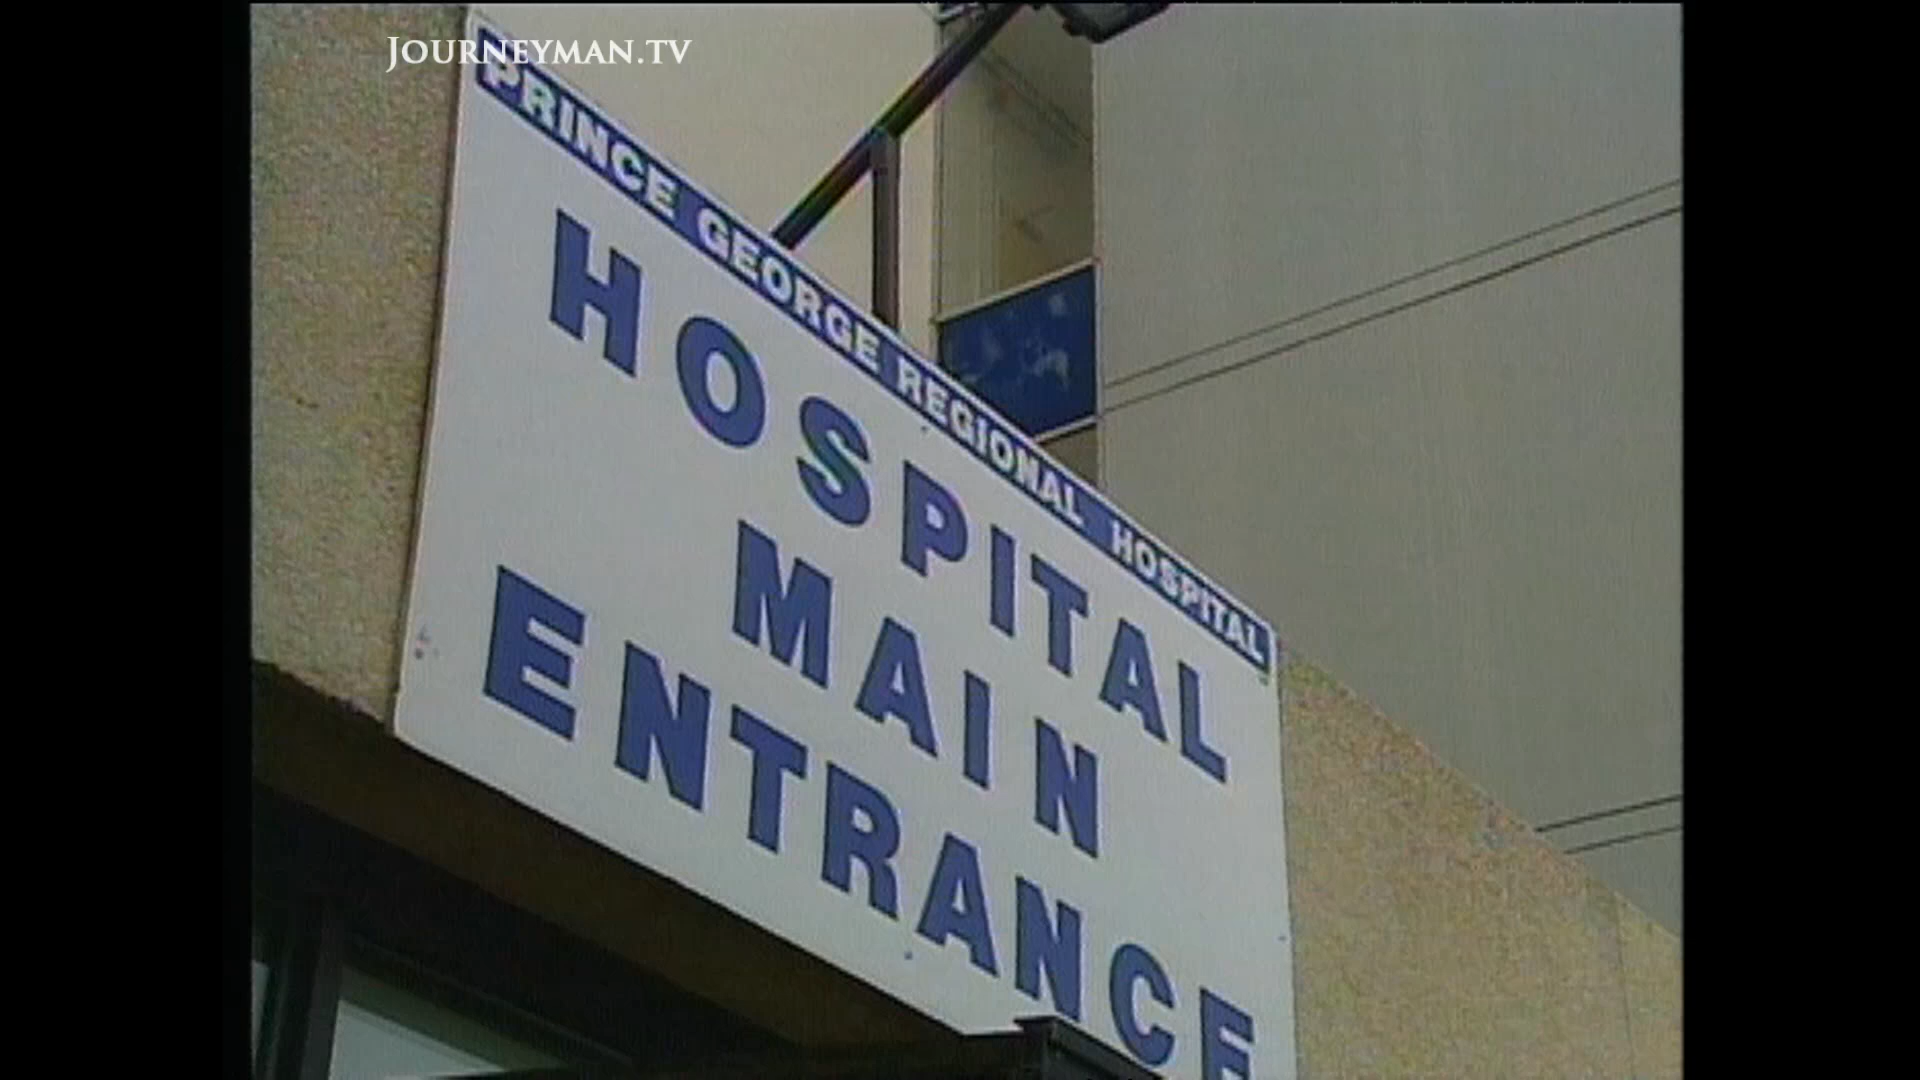 JOURNEYMAN.TV
PRINCE GEORGE REGIONAL HOSPITAL
HOSPITAL
MAIN
ENTRANCE